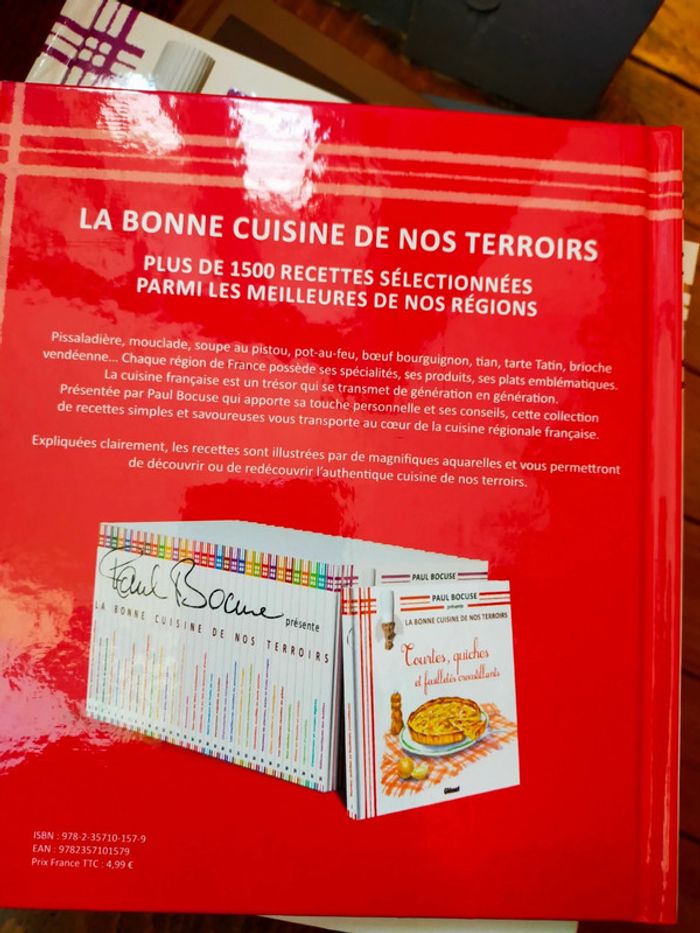 LA BONNE CUISINE DE NOS TERROIRS
PLUS DE 1500 RECETTES SÉLECTIONNÉES
PARMI LES MEILLEURES DE NOS RÉGIONS
Pissaladière, mouclade, soupe au pistou, pot-au-feu, bœuf bourguignon, tian, tarte Tatin, brioche
vendéenne... Chaque région de France possède ses spécialités, ses produits, ses plats emblématiques.
La cuisine française est un trésor qui se transmet de génération en génération.
Présentée par Paul Bocuse qui apporte sa touche personnelle et ses conseils, cette collection
de recettes simples et savoureuses vous transporte au cœur de la cuisine régionale française.
Expliquées clairement, les recettes sont illustrées par de magnifiques aquarelles et vous permettront
de découvrir ou de redécouvrir l'authentique cuisine de nos terroirs.
Paul Bocuse
présente
LA BONNE CUISINE DE NOS TERROIRS
PAUL BOCUSE
PAUL BOCUSE
présente
LA BONNE CUISINE DE NOS TERROIRS
Tourtes, quiches
et feuilletés croustillants
Glénat
ISBN : 978-2-35710-157-9
EAN : 9782357101579
Prix France TTC : 4,99 €